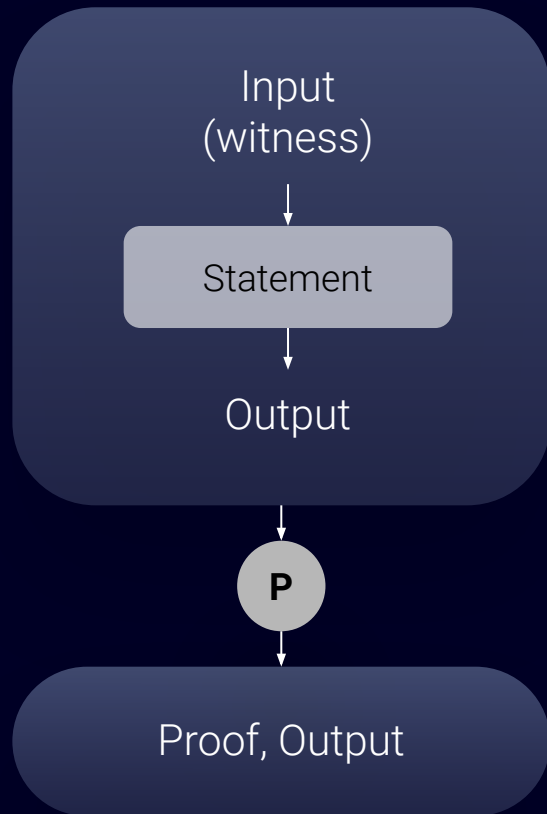 Input
(witness)
Statement
Output
P
Proof, Output